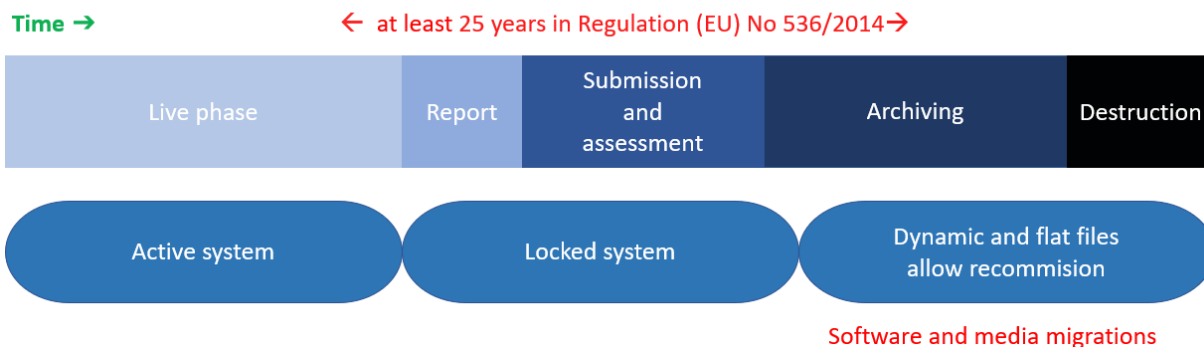 Time → ← at least 25 years in Regulation (EU) No 536/2014→
Live phase
Report
Submission
and
assessment
Archiving
Destruction
Active system
Locked system
Dynamic and flat files
allow recommision
Software and media migrations